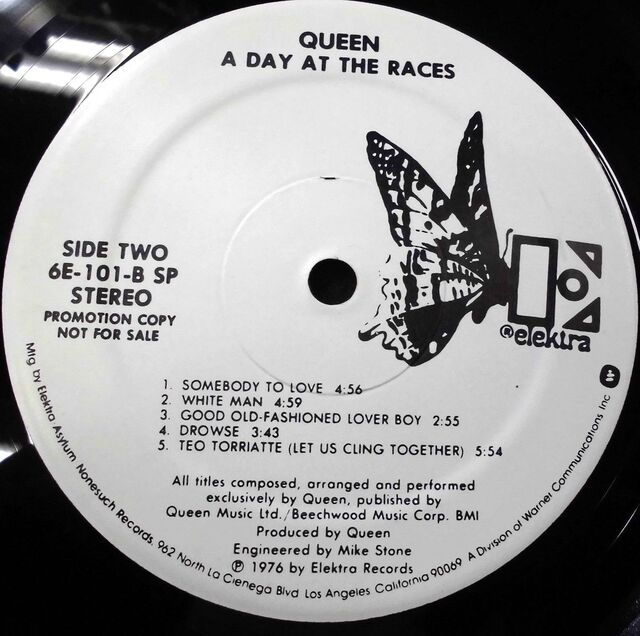 QUEEN
A DAY AT THE RACES
SIDE TWO
6E-101-B SP
STEREO
PROMOTION COPY
NOT FOR SALE
®elektra
1. SOMEBODY TO LOVE 4:56
2. WHITE MAN 4:59
3. GOOD OLD-FASHIONED LOVER BOY 2:55
4. DROWSE 3:43
5. TEO TORRIATTE (LET US CLING TOGETHER) 5:54
All titles composed, arranged and performed
exclusively by Queen, published by
Queen Music Ltd./Beechwood Music Corp. BMI
Produced by Queen
Engineered by Mike Stone
℗ 1976 by Elektra Records
Mfg by Elektra Asylum Nonesuch Records. 962 North La Cienega Blvd Los Angeles California 90069 A Division of Warner Communications Inc